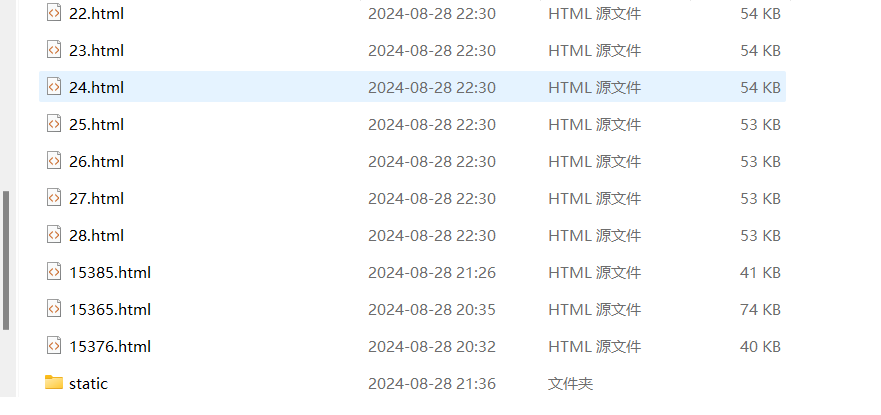 22.html 2024-08-28 22:30 HTML 源文件 54 KB
23.html 2024-08-28 22:30 HTML 源文件 54 KB
24.html 2024-08-28 22:30 HTML 源文件 54 KB
25.html 2024-08-28 22:30 HTML 源文件 53 KB
26.html 2024-08-28 22:30 HTML 源文件 53 KB
27.html 2024-08-28 22:30 HTML 源文件 53 KB
28.html 2024-08-28 22:30 HTML 源文件 53 KB
15385.html 2024-08-28 21:26 HTML 源文件 41 KB
15365.html 2024-08-28 20:35 HTML 源文件 74 KB
15376.html 2024-08-28 20:32 HTML 源文件 40 KB
static 2024-08-28 21:36 文件夹